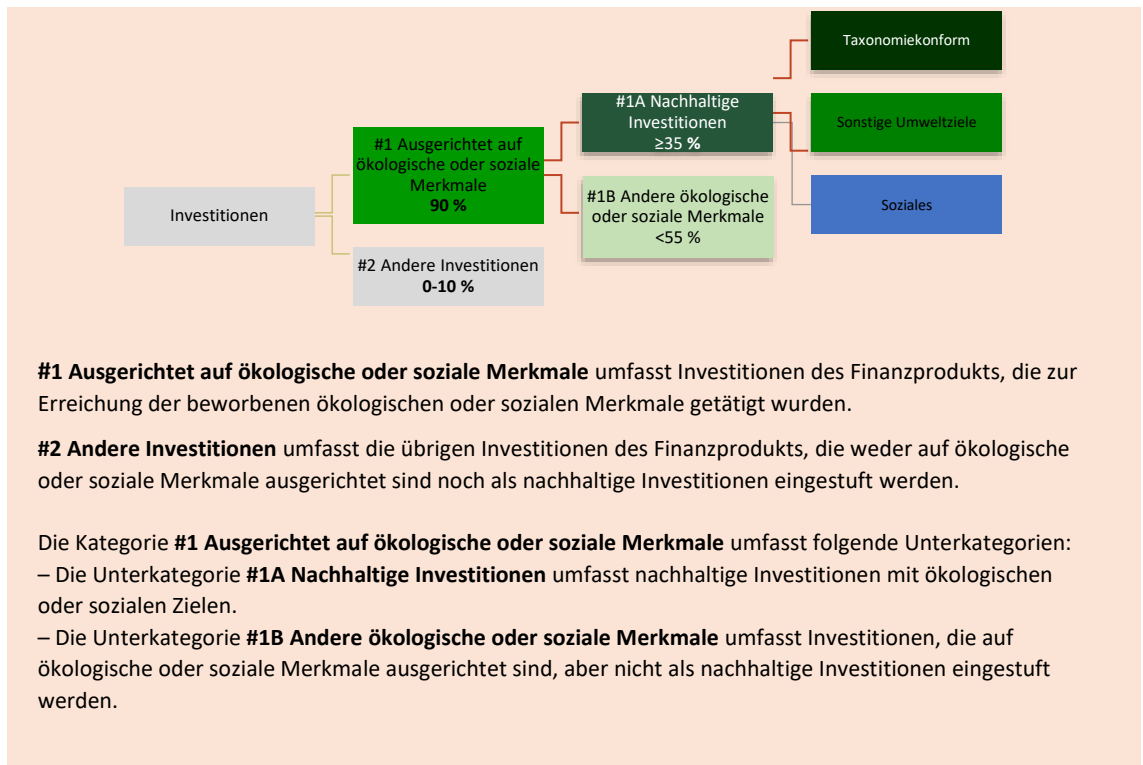 Taxonomiekonform
#1A Nachhaltige
Investitionen
≥35 %
Sonstige Umweltziele
#1 Ausgerichtet auf
ökologische oder soziale
Merkmale
90 %
#1B Andere ökologische
oder soziale Merkmale
<55 %
Soziales
Investitionen
#2 Andere Investitionen
0-10 %
#1 Ausgerichtet auf ökologische oder soziale Merkmale umfasst Investitionen des Finanzprodukts, die zur
Erreichung der beworbenen ökologischen oder sozialen Merkmale getätigt wurden.
#2 Andere Investitionen umfasst die übrigen Investitionen des Finanzprodukts, die weder auf ökologische
oder soziale Merkmale ausgerichtet sind noch als nachhaltige Investitionen eingestuft werden.
Die Kategorie #1 Ausgerichtet auf ökologische oder soziale Merkmale umfasst folgende Unterkategorien:
– Die Unterkategorie #1A Nachhaltige Investitionen umfasst nachhaltige Investitionen mit ökologischen
oder sozialen Zielen.
– Die Unterkategorie #1B Andere ökologische oder soziale Merkmale umfasst Investitionen, die auf
ökologische oder soziale Merkmale ausgerichtet sind, aber nicht als nachhaltige Investitionen eingestuft
werden.